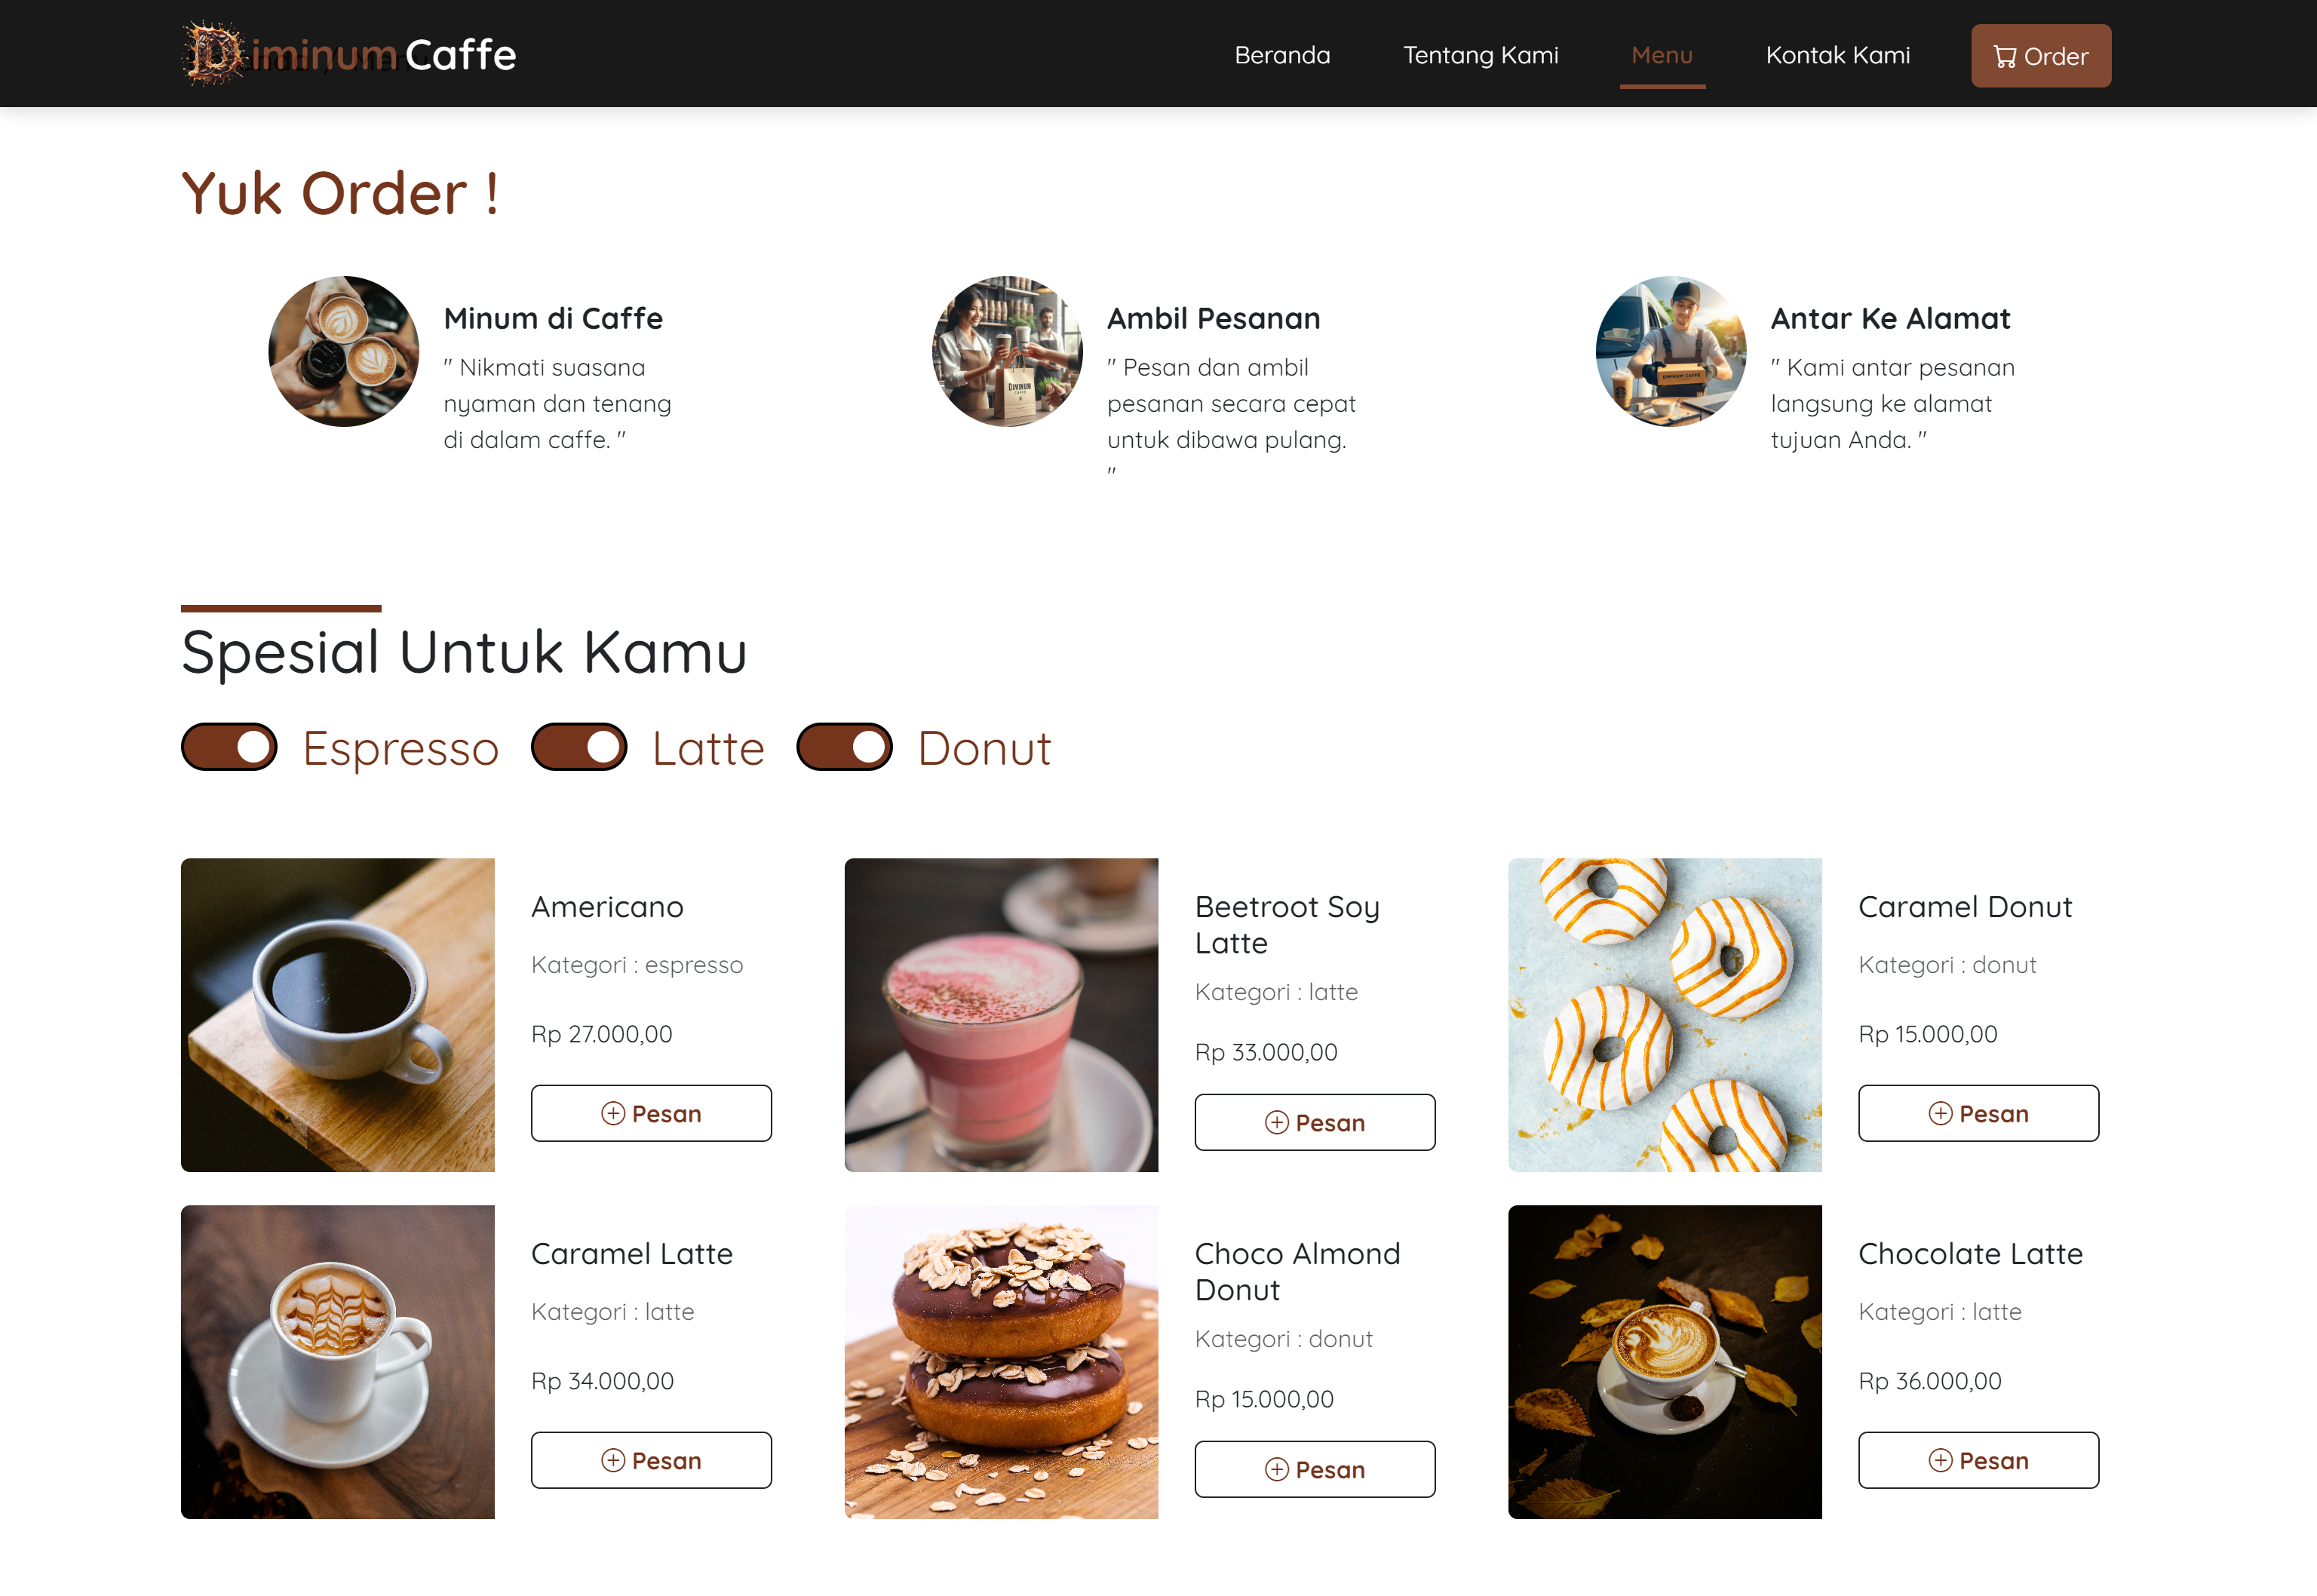 Diminum Caffe
Beranda
Tentang Kami
Menu
Kontak Kami
Order
Yuk Order !
Minum di Caffe
" Nikmati suasana
nyaman dan tenang
di dalam caffe. "
Ambil Pesanan
" Pesan dan ambil
pesanan secara cepat
untuk dibawa pulang.
"
DIMINUM
CAFFE
Antar Ke Alamat
" Kami antar pesanan
langsung ke alamat
tujuan Anda. "
DIMINUM CAFFE
Spesial Untuk Kamu
Espresso
Latte
Donut
Americano
Kategori : espresso
Rp 27.000,00
Pesan
Beetroot Soy
Latte
Kategori : latte
Rp 33.000,00
Pesan
Caramel Donut
Kategori : donut
Rp 15.000,00
Pesan
Caramel Latte
Kategori : latte
Rp 34.000,00
Pesan
Choco Almond
Donut
Kategori : donut
Rp 15.000,00
Pesan
Chocolate Latte
Kategori : latte
Rp 36.000,00
Pesan